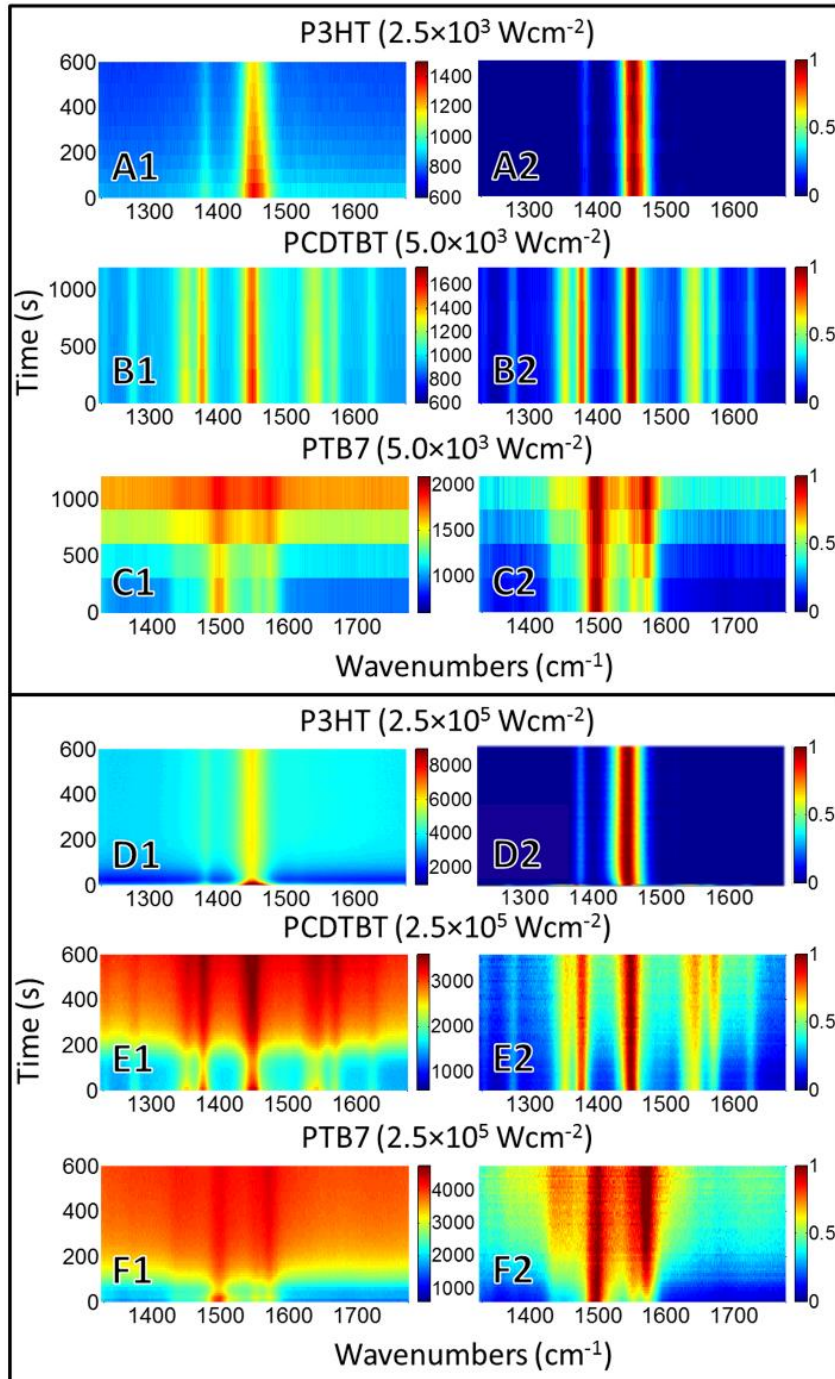 P3HT (2.5×10³ Wcm⁻²)
600
400
200
0
A1
1300 1400 1500 1600
1400
1200
1000
800
600
A2
1300 1400 1500 1600
1
0.5
0
PCDTBT (5.0×10³ Wcm⁻²)
Time (s)
1000
500
0
B1
1300 1400 1500 1600
1600
1400
1200
1000
800
600
B2
1300 1400 1500 1600
1
0.5
0
PTB7 (5.0×10³ Wcm⁻²)
1000
500
0
C1
1400 1500 1600 1700
2000
1500
1000
C2
1400 1500 1600 1700
1
0.5
0
Wavenumbers (cm⁻¹)
P3HT (2.5×10⁵ Wcm⁻²)
600
400
200
0
D1
1300 1400 1500 1600
8000
6000
4000
2000
D2
1300 1400 1500 1600
1
0.5
0
PCDTBT (2.5×10⁵ Wcm⁻²)
Time (s)
600
400
200
0
E1
1300 1400 1500 1600
3000
2000
1000
E2
1300 1400 1500 1600
1
0.5
0
PTB7 (2.5×10⁵ Wcm⁻²)
600
400
200
0
F1
1400 1500 1600 1700
4000
3000
2000
1000
F2
1400 1500 1600 1700
1
0.5
0
Wavenumbers (cm⁻¹)